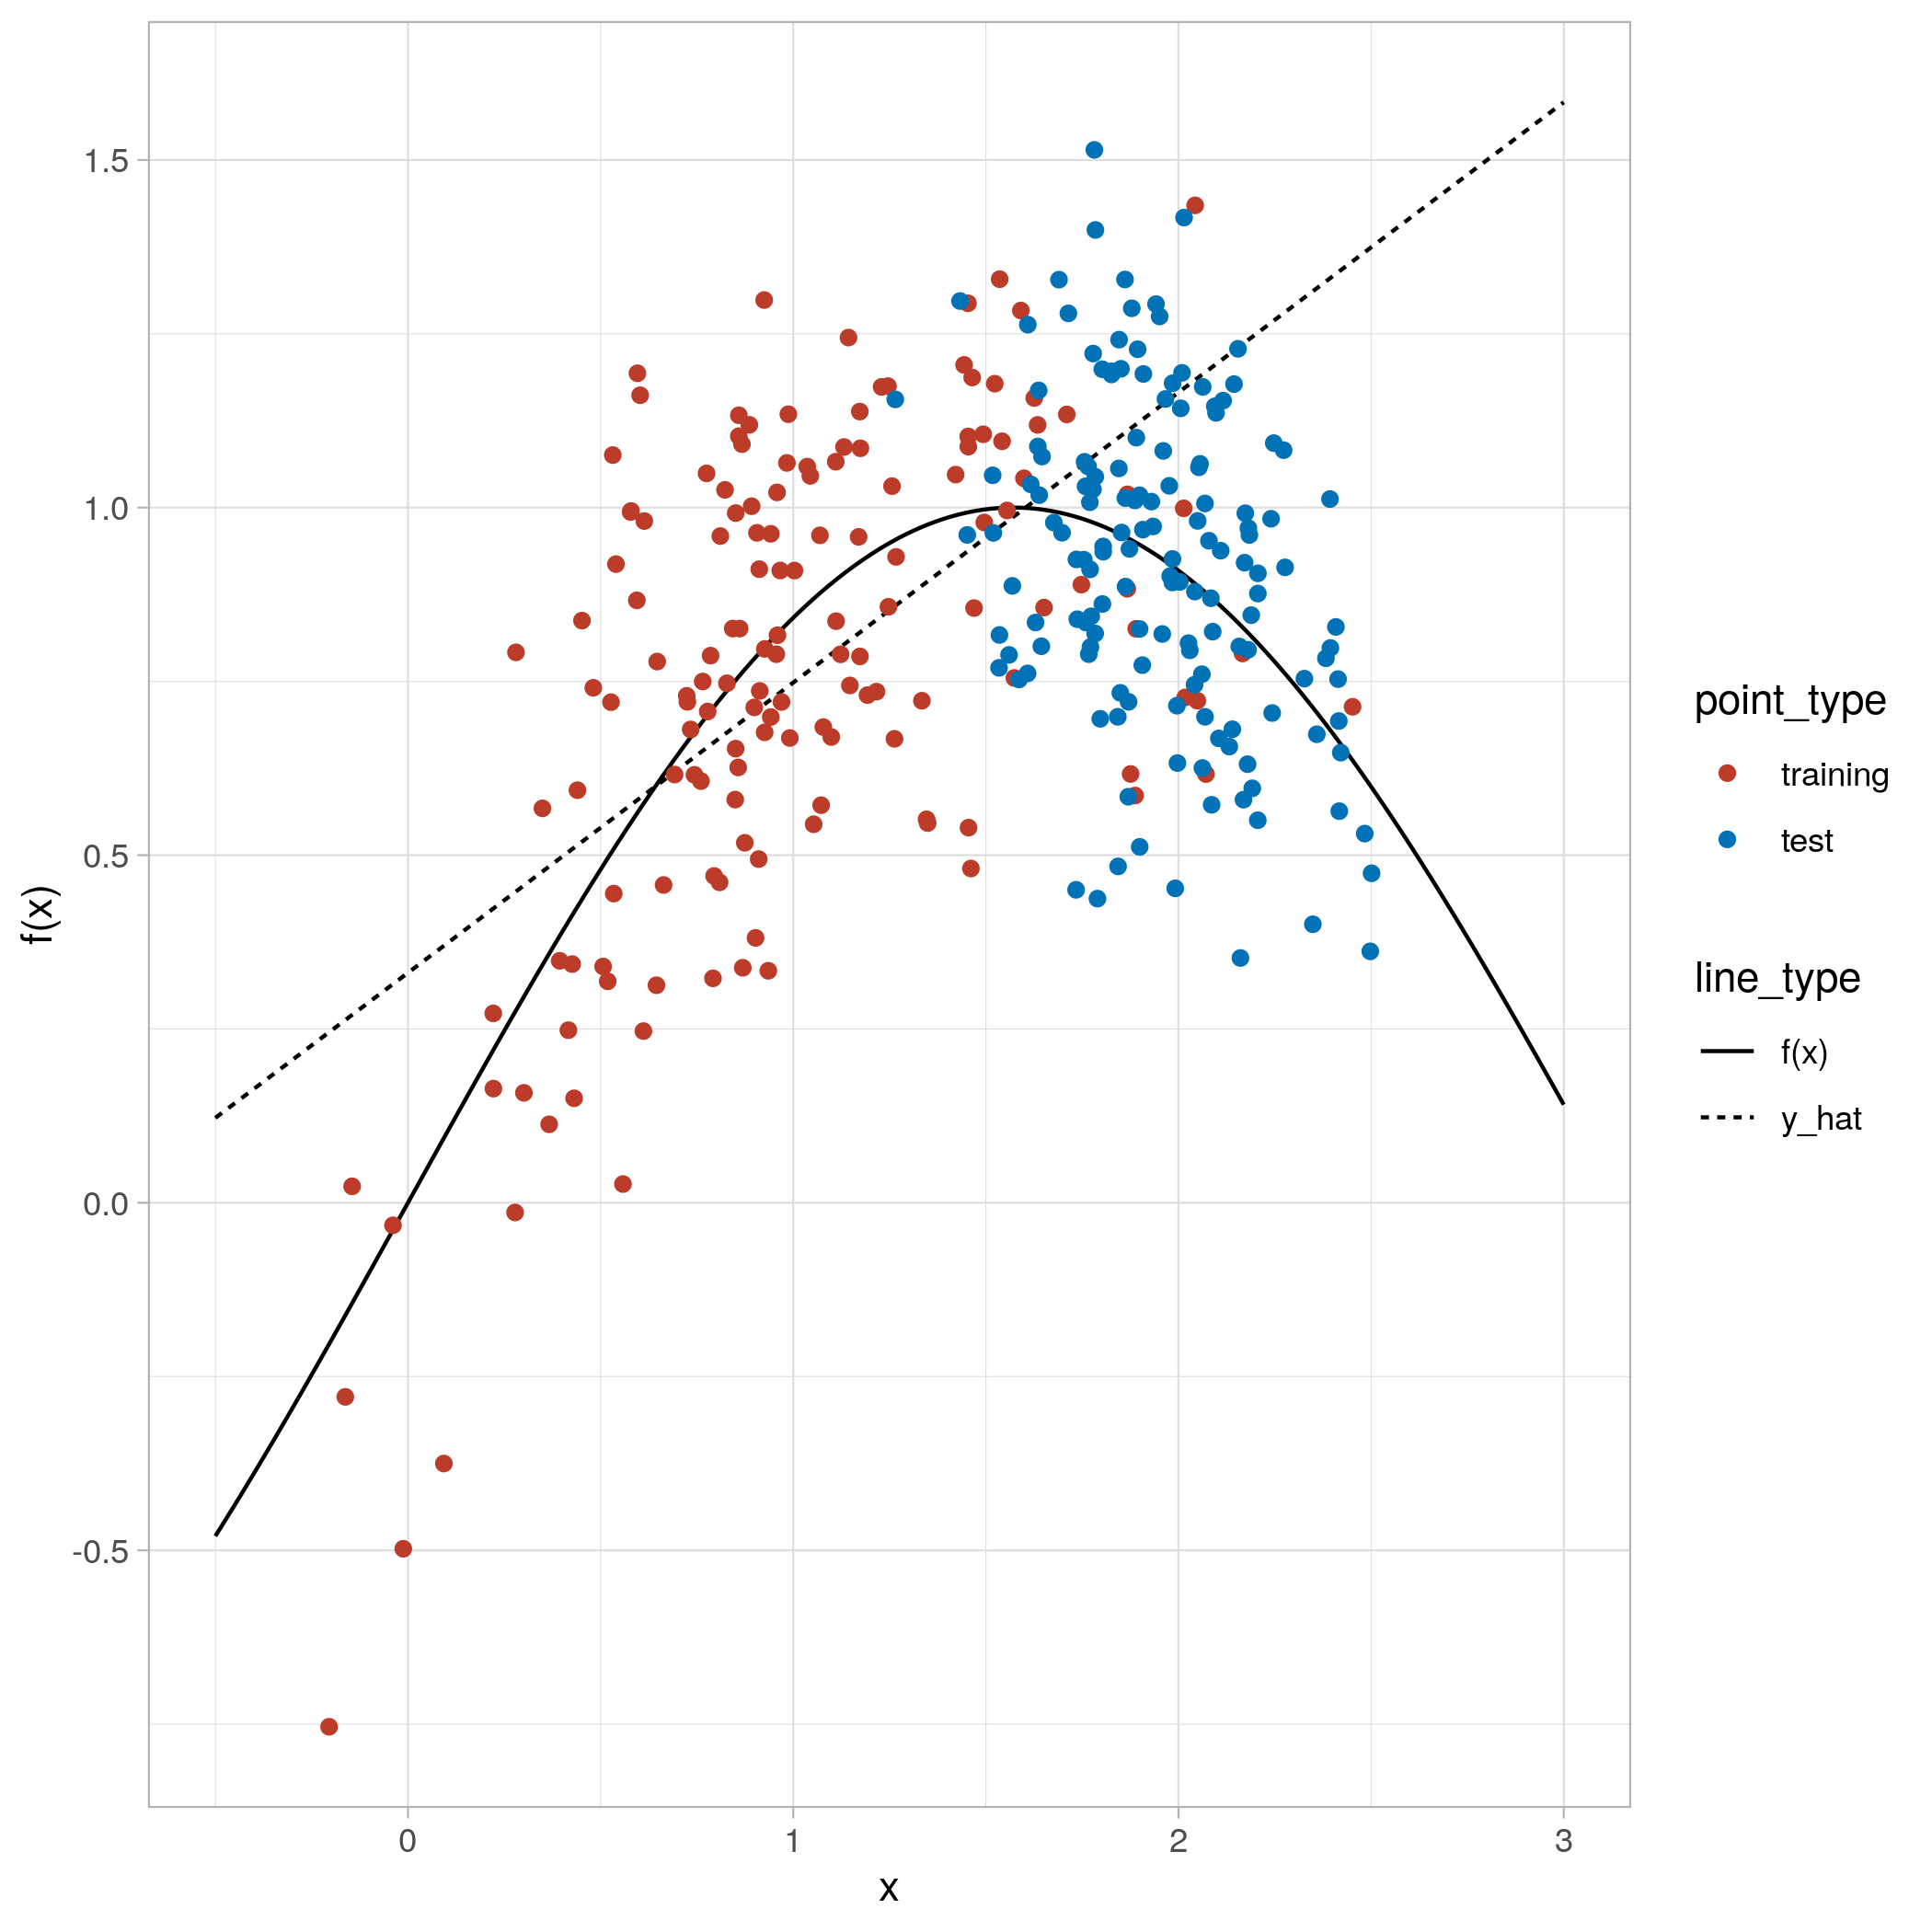 1.5
1.0
0.5
0.0
-0.5
f(x)
0
1
2
3
x
point_type
training
test
line_type
f(x)
y_hat